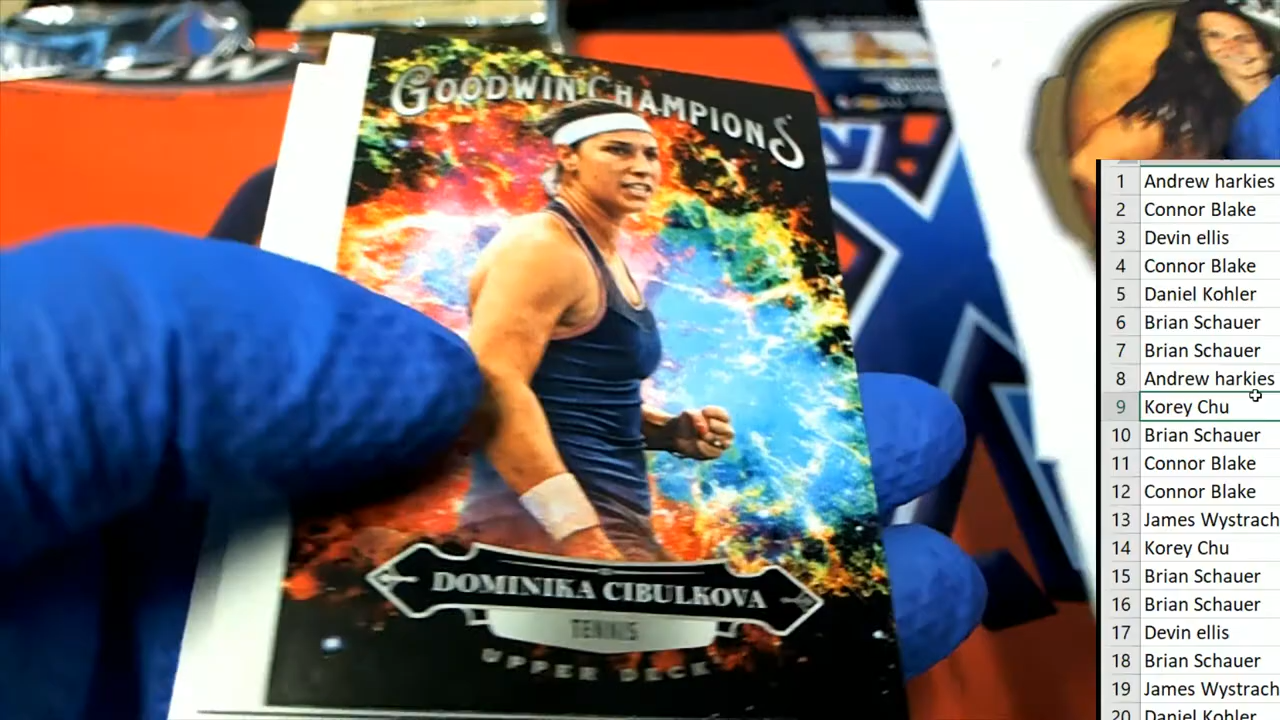 GOODWIN CHAMPIONS
DOMINIKA CIBULKOVA
TENNIS
UPPER DECK
1 Andrew harkies
2 Connor Blake
3 Devin ellis
4 Connor Blake
5 Daniel Kohler
6 Brian Schauer
7 Brian Schauer
8 Andrew harkies
9 Korey Chu
10 Brian Schauer
11 Connor Blake
12 Connor Blake
13 James Wystrach
14 Korey Chu
15 Brian Schauer
16 Brian Schauer
17 Devin ellis
18 Brian Schauer
19 James Wystrach
20 Daniel Kohler